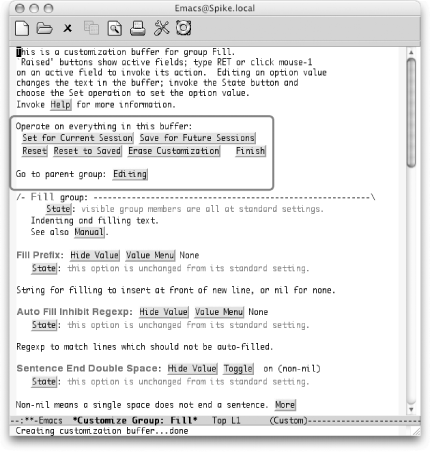 Emacs@Spike.local
This is a customization buffer for group Fill.
`Raised' buttons show active fields; type RET or click mouse-1
on an active field to invoke its action.  Editing an option value
changes the text in the buffer; invoke the State button and
choose the Set operation to set the option value.
Invoke Help for more information.
Operate on everything in this buffer:
Set for Current Session  Save for Future Sessions
Reset  Reset to Saved  Erase Customization  Finish
Go to parent group: Editing
/- Fill group: ------------------------------------------------------------\
State: visible group members are all at standard settings.
Indenting and filling text.
See also Manual.
Fill Prefix: Hide Value Value Menu None
State: this option is unchanged from its standard setting.
String for filling to insert at front of new line, or nil for none.
Auto Fill Inhibit Regexp: Hide Value Value Menu None
State: this option is unchanged from its standard setting.
Regexp to match lines which should not be auto-filled.
Sentence End Double Space: Hide Value Toggle on (non-nil)
State: this option is unchanged from its standard setting.
Non-nil means a single space does not end a sentence. More
--:**-Emacs  *Customize Group: Fill*  Top L1  (Custom)--------------------
Creating customization buffer...done